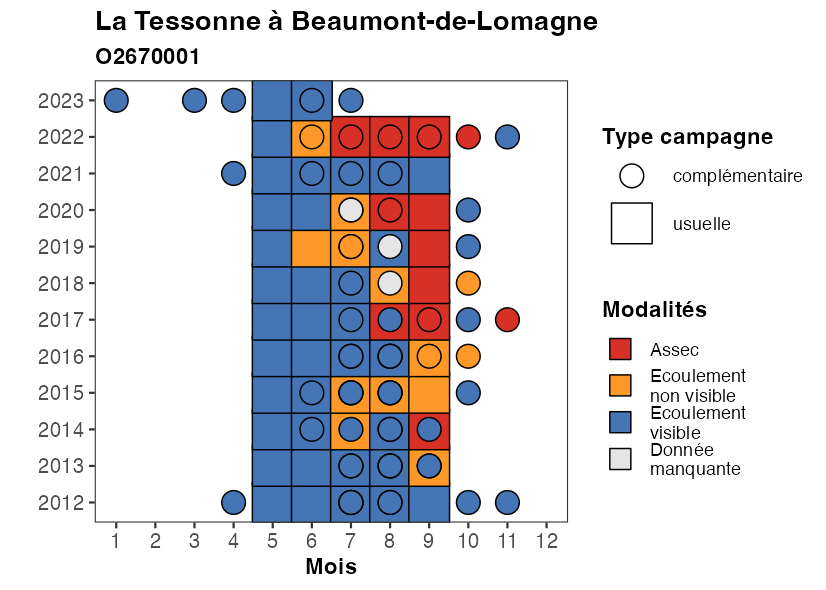 La Tessonne à Beaumont-de-Lomagne
O2670001
2023
2022
2021
2020
2019
2018
2017
2016
2015
2014
2013
2012
1 2 3 4 5 6 7 8 9 10 11 12
Mois
Type campagne
complémentaire
usuelle
Modalités
Assec
Ecoulement
non visible
Ecoulement
visible
Donnée
manquante